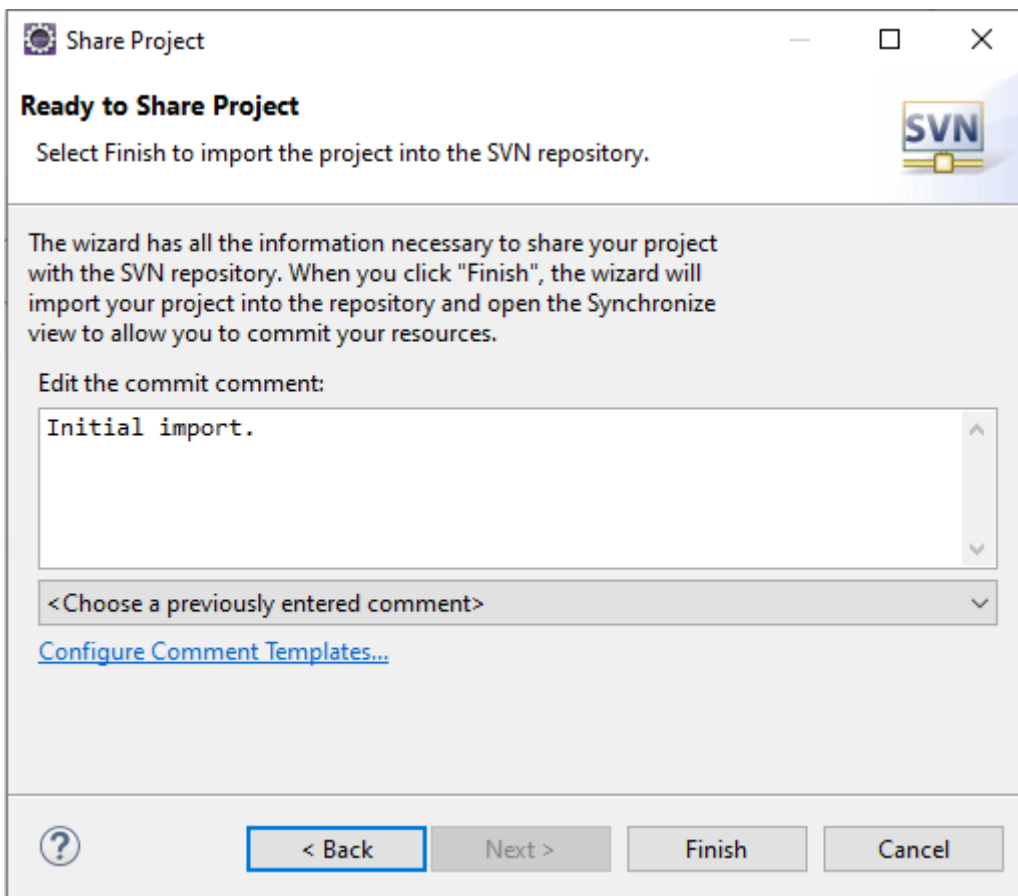 Share Project
Ready to Share Project
Select Finish to import the project into the SVN repository.
SVN
The wizard has all the information necessary to share your project
with the SVN repository. When you click "Finish", the wizard will
import your project into the repository and open the Synchronize
view to allow you to commit your resources.
Edit the commit comment:
Initial import.
<Choose a previously entered comment>
Configure Comment Templates...
?
< Back
Next >
Finish
Cancel